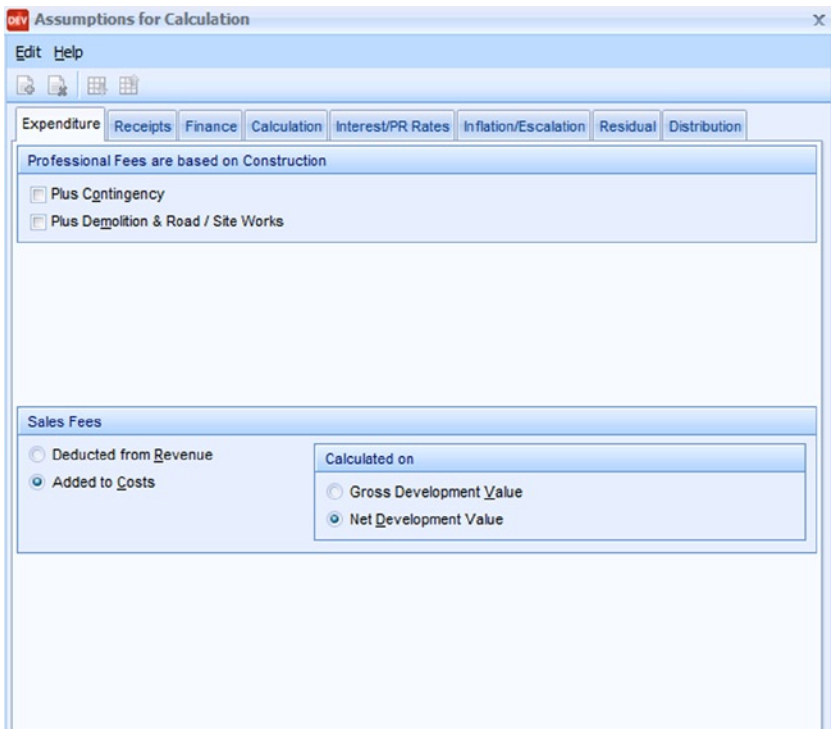 DEV Assumptions for Calculation X
Edit Help
Expenditure Receipts Finance Calculation Interest/PR Rates Inflation/Escalation Residual Distribution
Professional Fees are based on Construction
Plus Contingency
Plus Demolition & Road / Site Works
Sales Fees
Deducted from Revenue
Added to Costs
Calculated on
Gross Development Value
Net Development Value